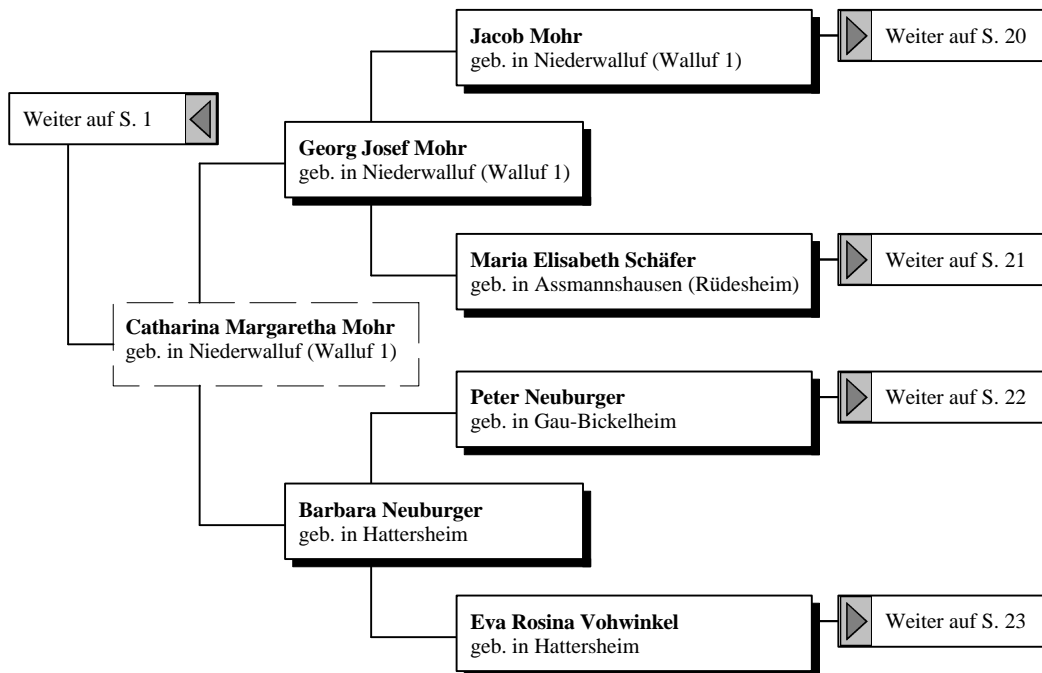 Jacob Mohr
geb. in Niederwalluf (Walluf 1)
Weiter auf S. 20
Weiter auf S. 1
Georg Josef Mohr
geb. in Niederwalluf (Walluf 1)
Maria Elisabeth Schäfer
geb. in Assmannshausen (Rüdesheim)
Weiter auf S. 21
Catharina Margaretha Mohr
geb. in Niederwalluf (Walluf 1)
Peter Neuburger
geb. in Gau-Bickelheim
Weiter auf S. 22
Barbara Neuburger
geb. in Hattersheim
Eva Rosina Vohwinkel
geb. in Hattersheim
Weiter auf S. 23